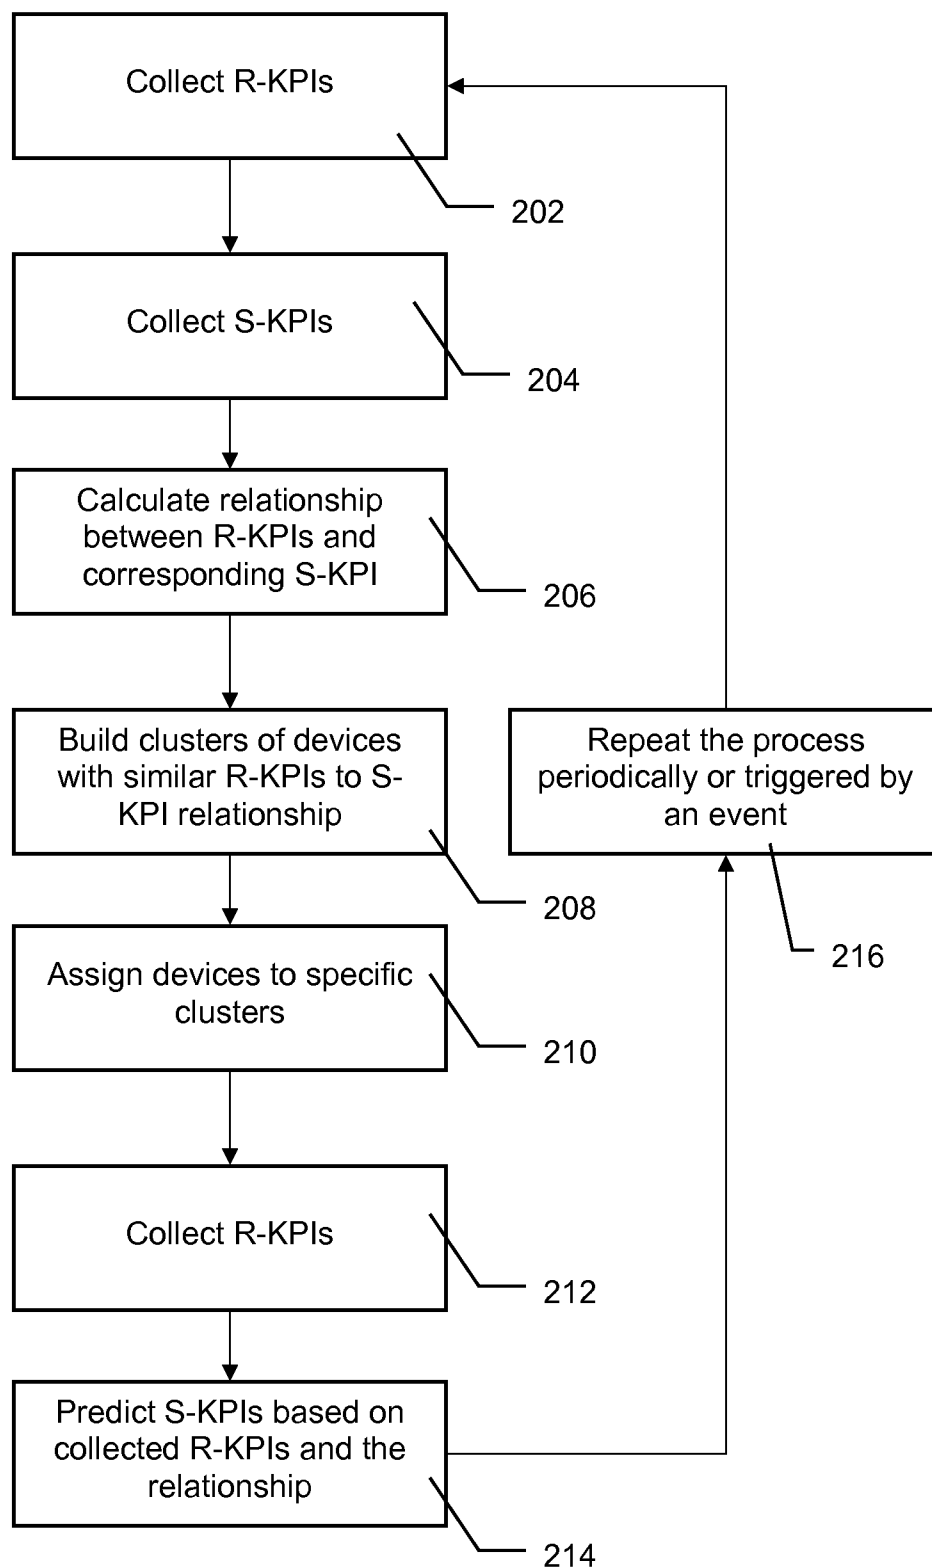 Collect R-KPIs
202
Collect S-KPIs
204
Calculate relationship
between R-KPIs and
corresponding S-KPI
206
Build clusters of devices
with similar R-KPIs to S-
KPI relationship
208
Repeat the process
periodically or triggered by
an event
216
Assign devices to specific
clusters
210
Collect R-KPIs
212
Predict S-KPIs based on
collected R-KPIs and the
relationship
214